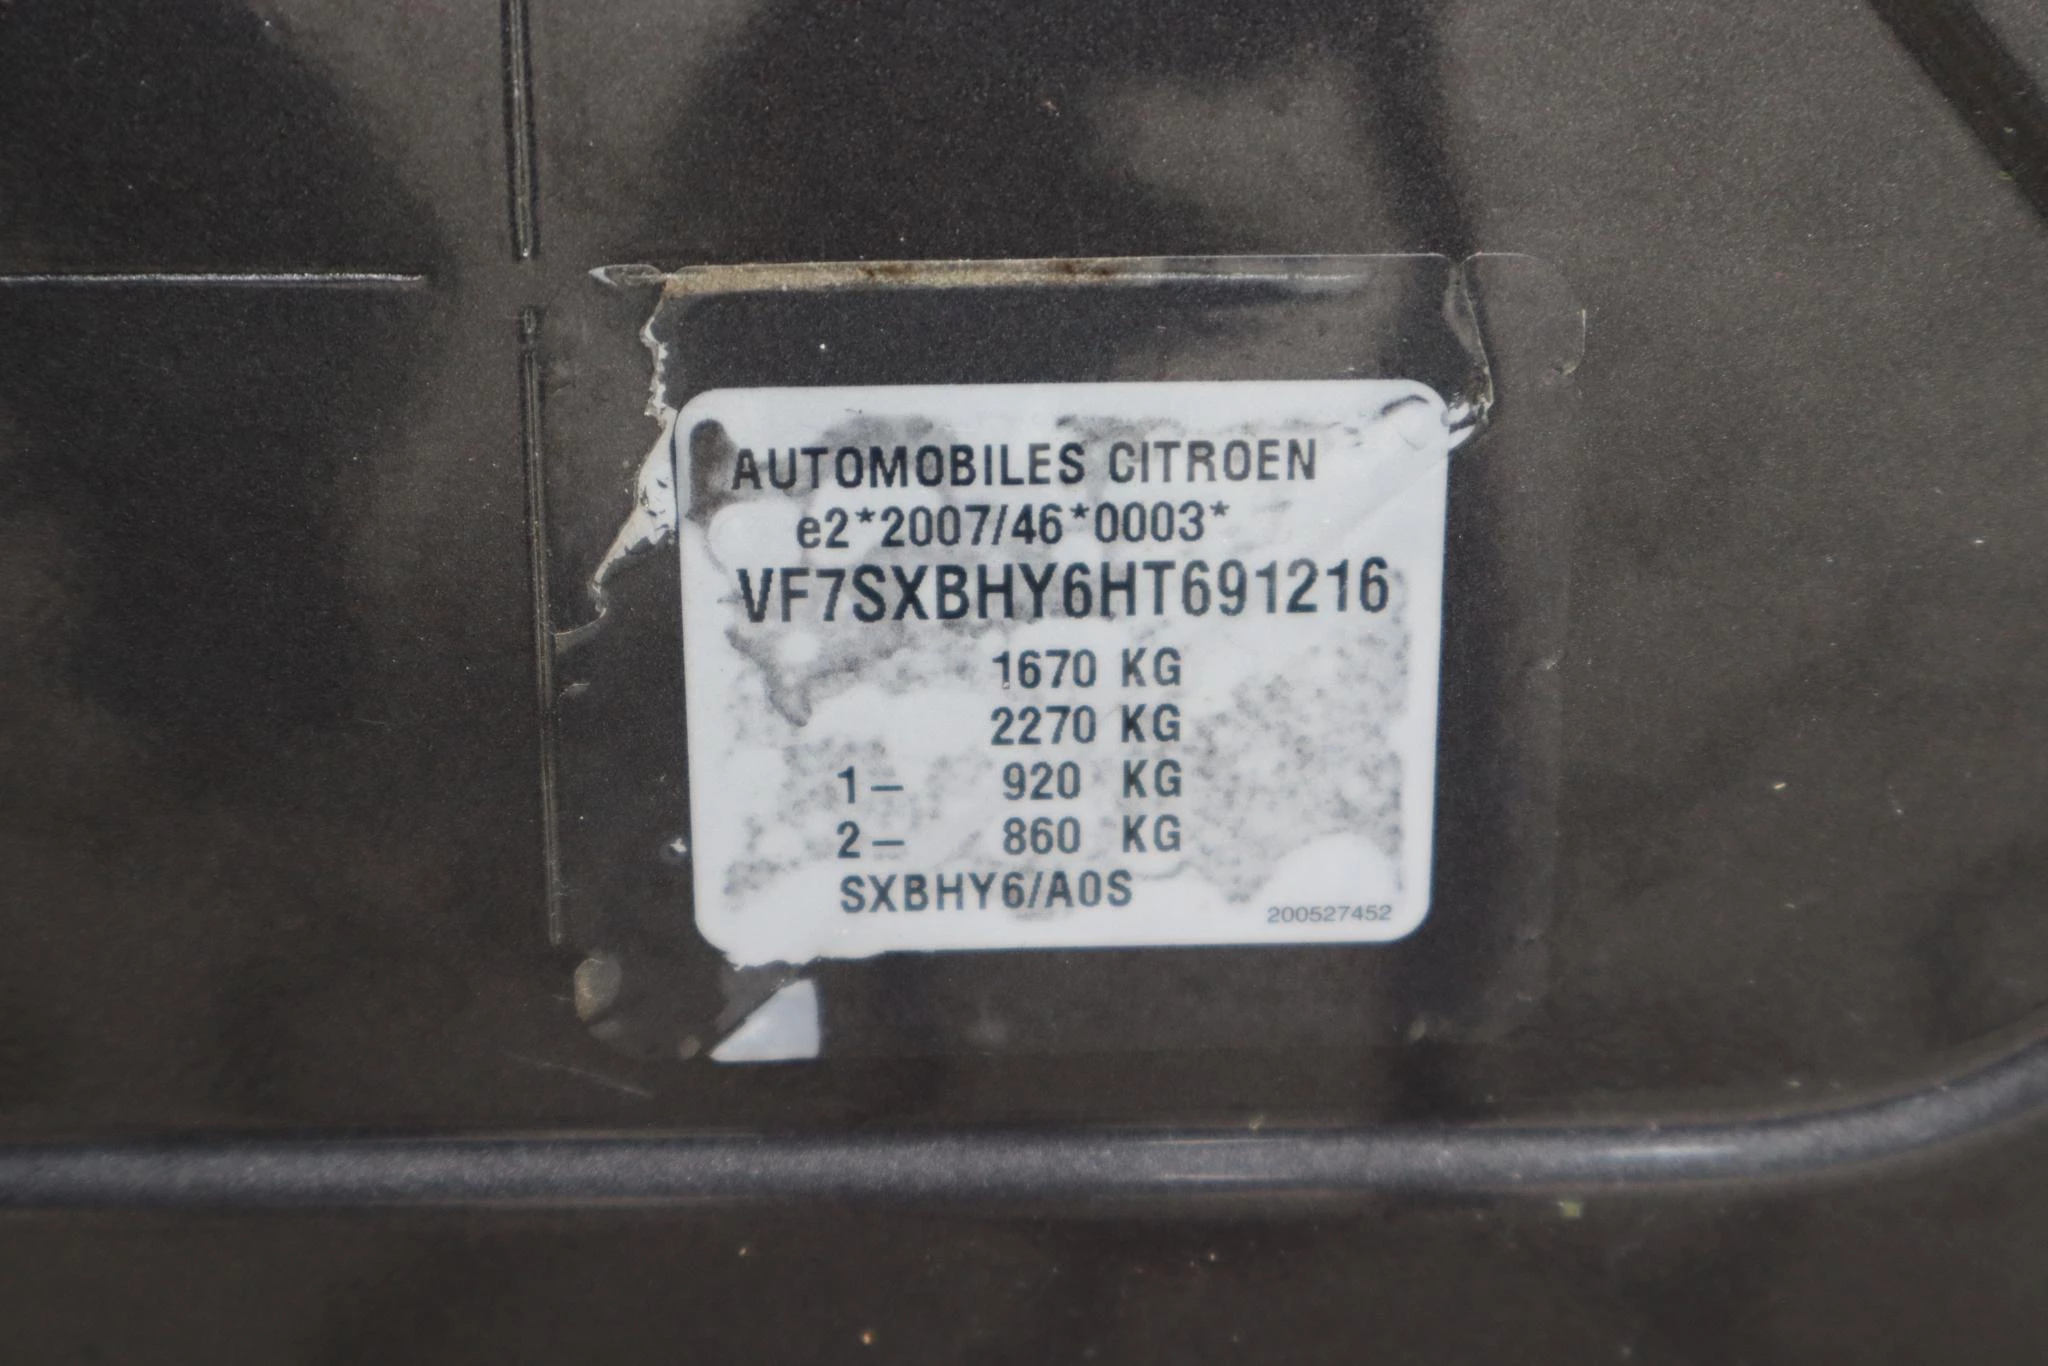 AUTOMOBILES CITROEN
e2*2007/46*0003*
VF7SXBHY6HT691216
1670 KG
2270 KG
1– 920 KG
2– 860 KG
SXBHY6/A0S
200527452